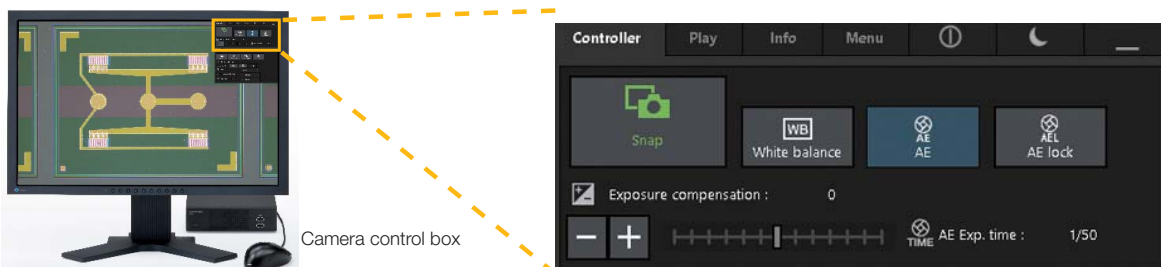 Controller Play Info Menu
Snap
WB
White balance
AE
AE
AEL
AE lock
Exposure compensation : 0
TIME AE Exp. time : 1/50
Camera control box